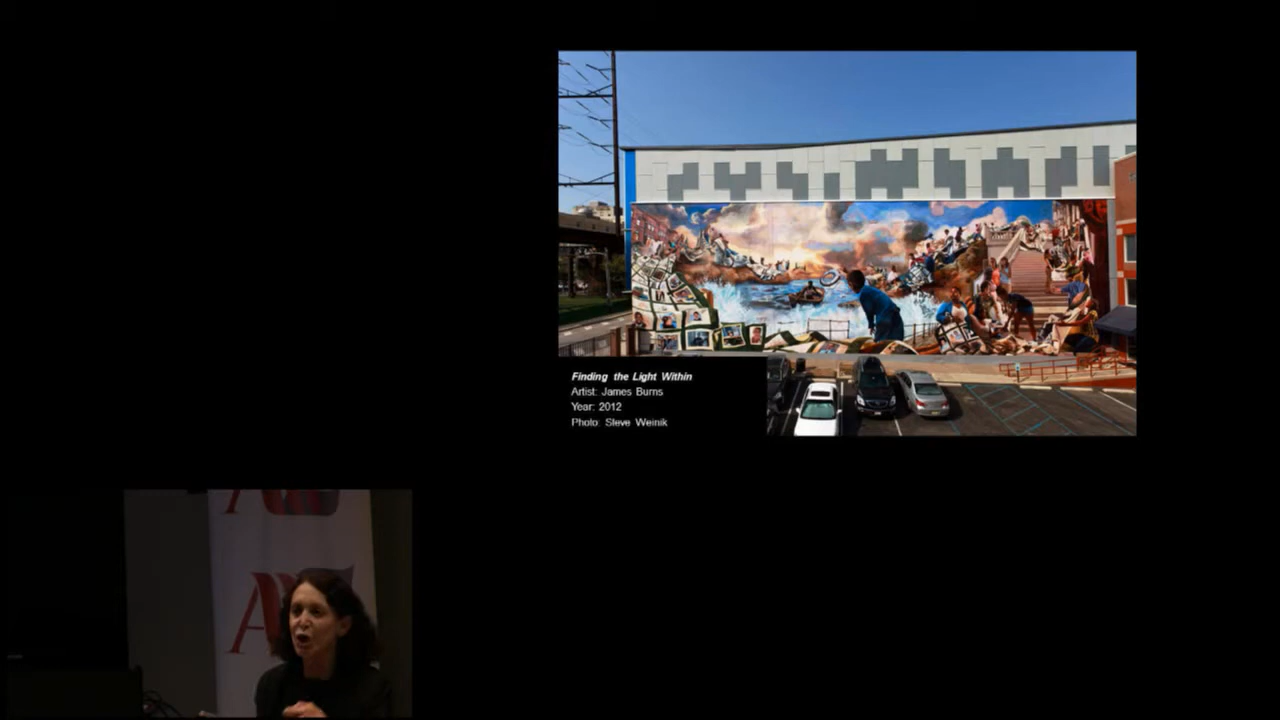 Finding the Light Within
Artist: James Burns
Year: 2012
Photo: Steve Weinik